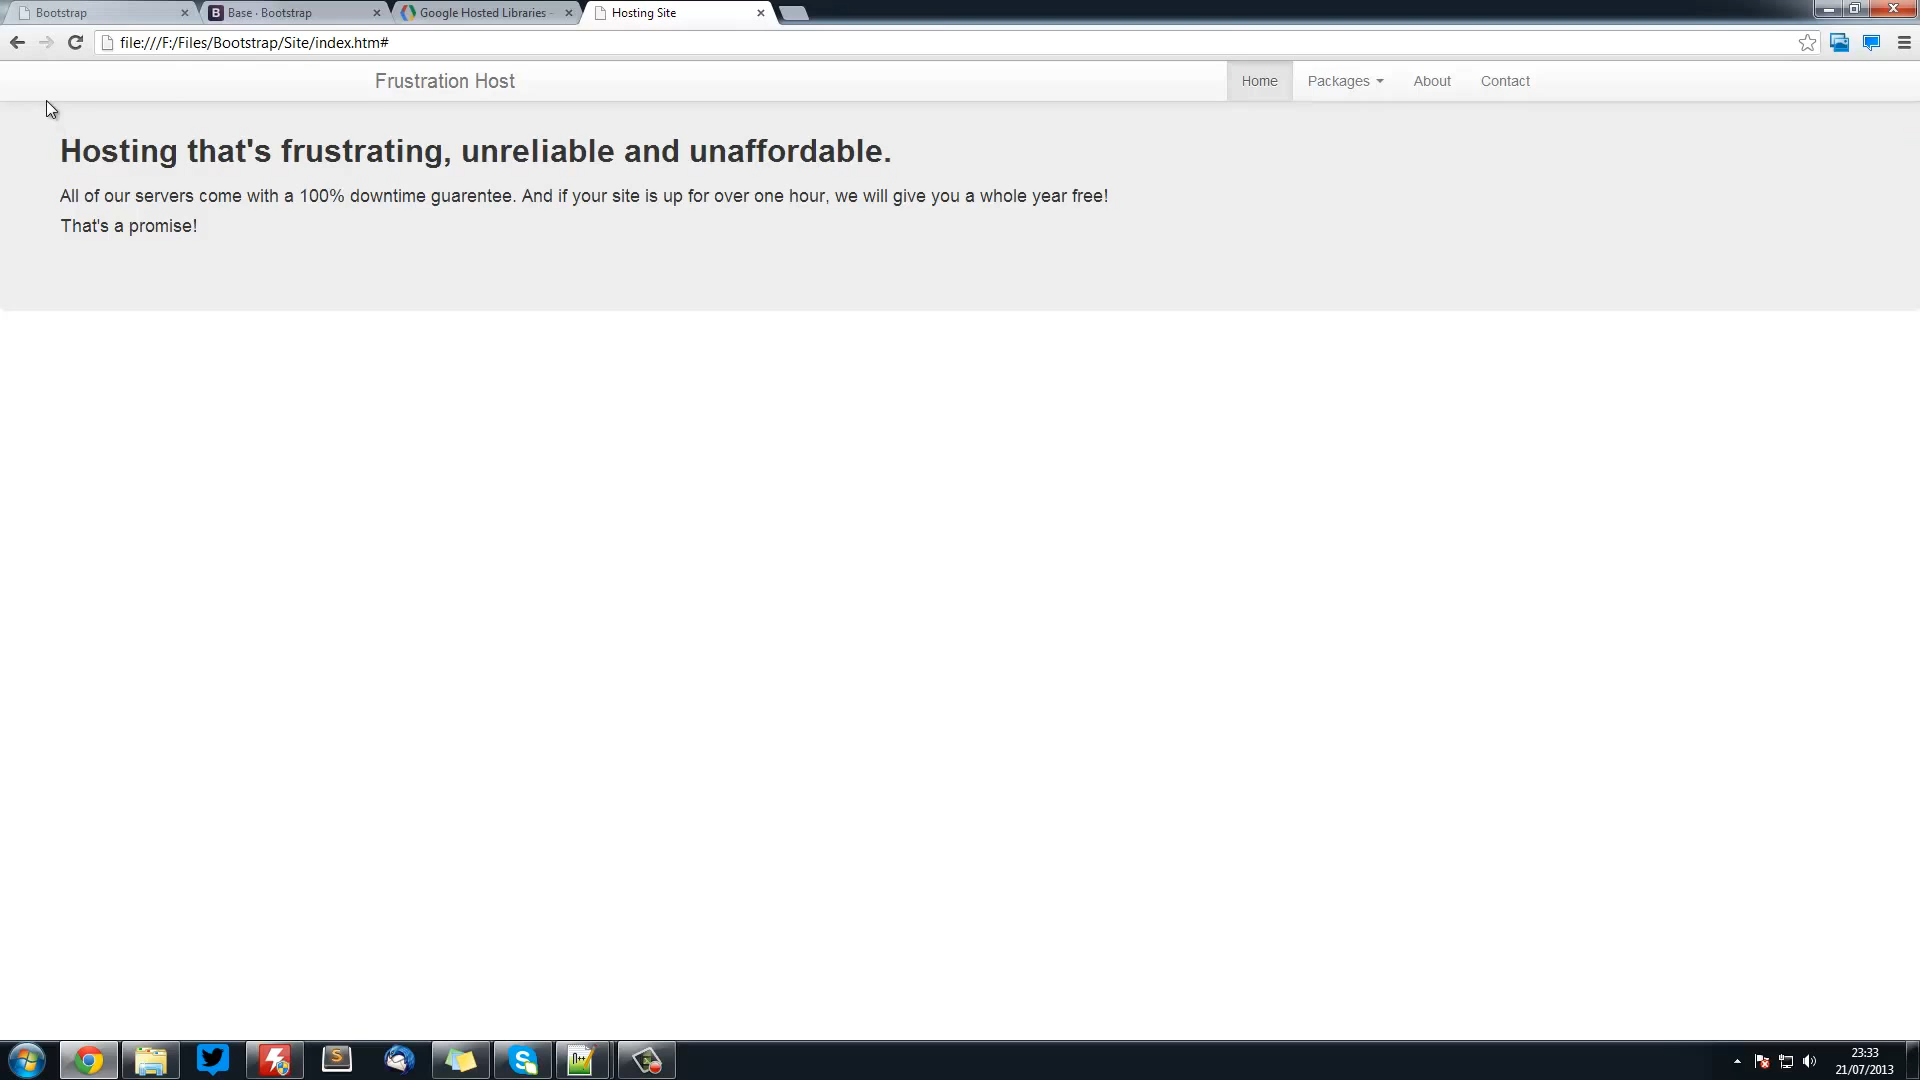 Bootstrap
Base · Bootstrap
Google Hosted Libraries -
Hosting Site
file:///F:/Files/Bootstrap/Site/index.htm#
Frustration Host
Home
Packages
About
Contact
Hosting that's frustrating, unreliable and unaffordable.
All of our servers come with a 100% downtime guarentee. And if your site is up for over one hour, we will give you a whole year free!
That's a promise!
23:33
21/07/2013